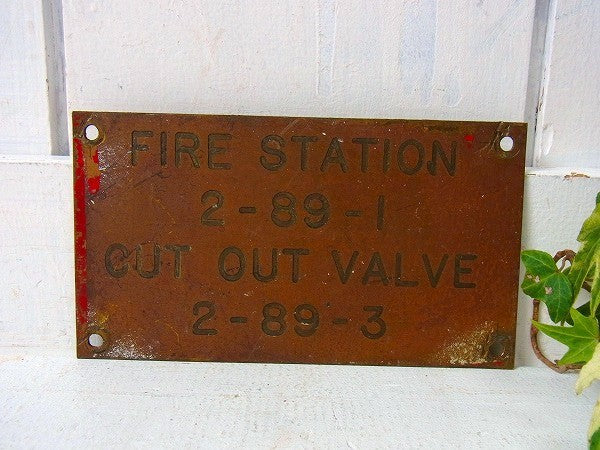 FIRE STATION
2-89-1
CUT OUT VALVE
2-89-3